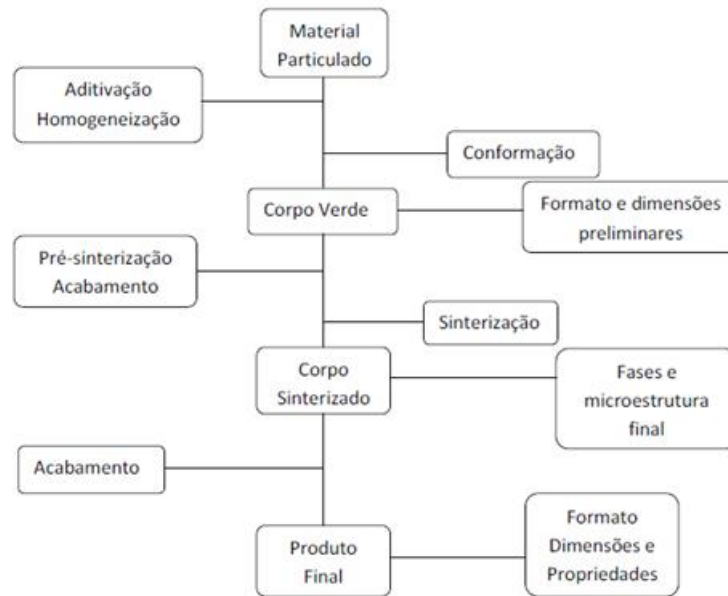 Material
Particulado
Aditivação
Homogeneização
Conformação
Corpo Verde
Formato e dimensões
preliminares
Pré-sinterização
Acabamento
Sinterização
Corpo
Sinterizado
Fases e
microestrutura
final
Acabamento
Formato
Dimensões e
Propriedades
Produto
Final